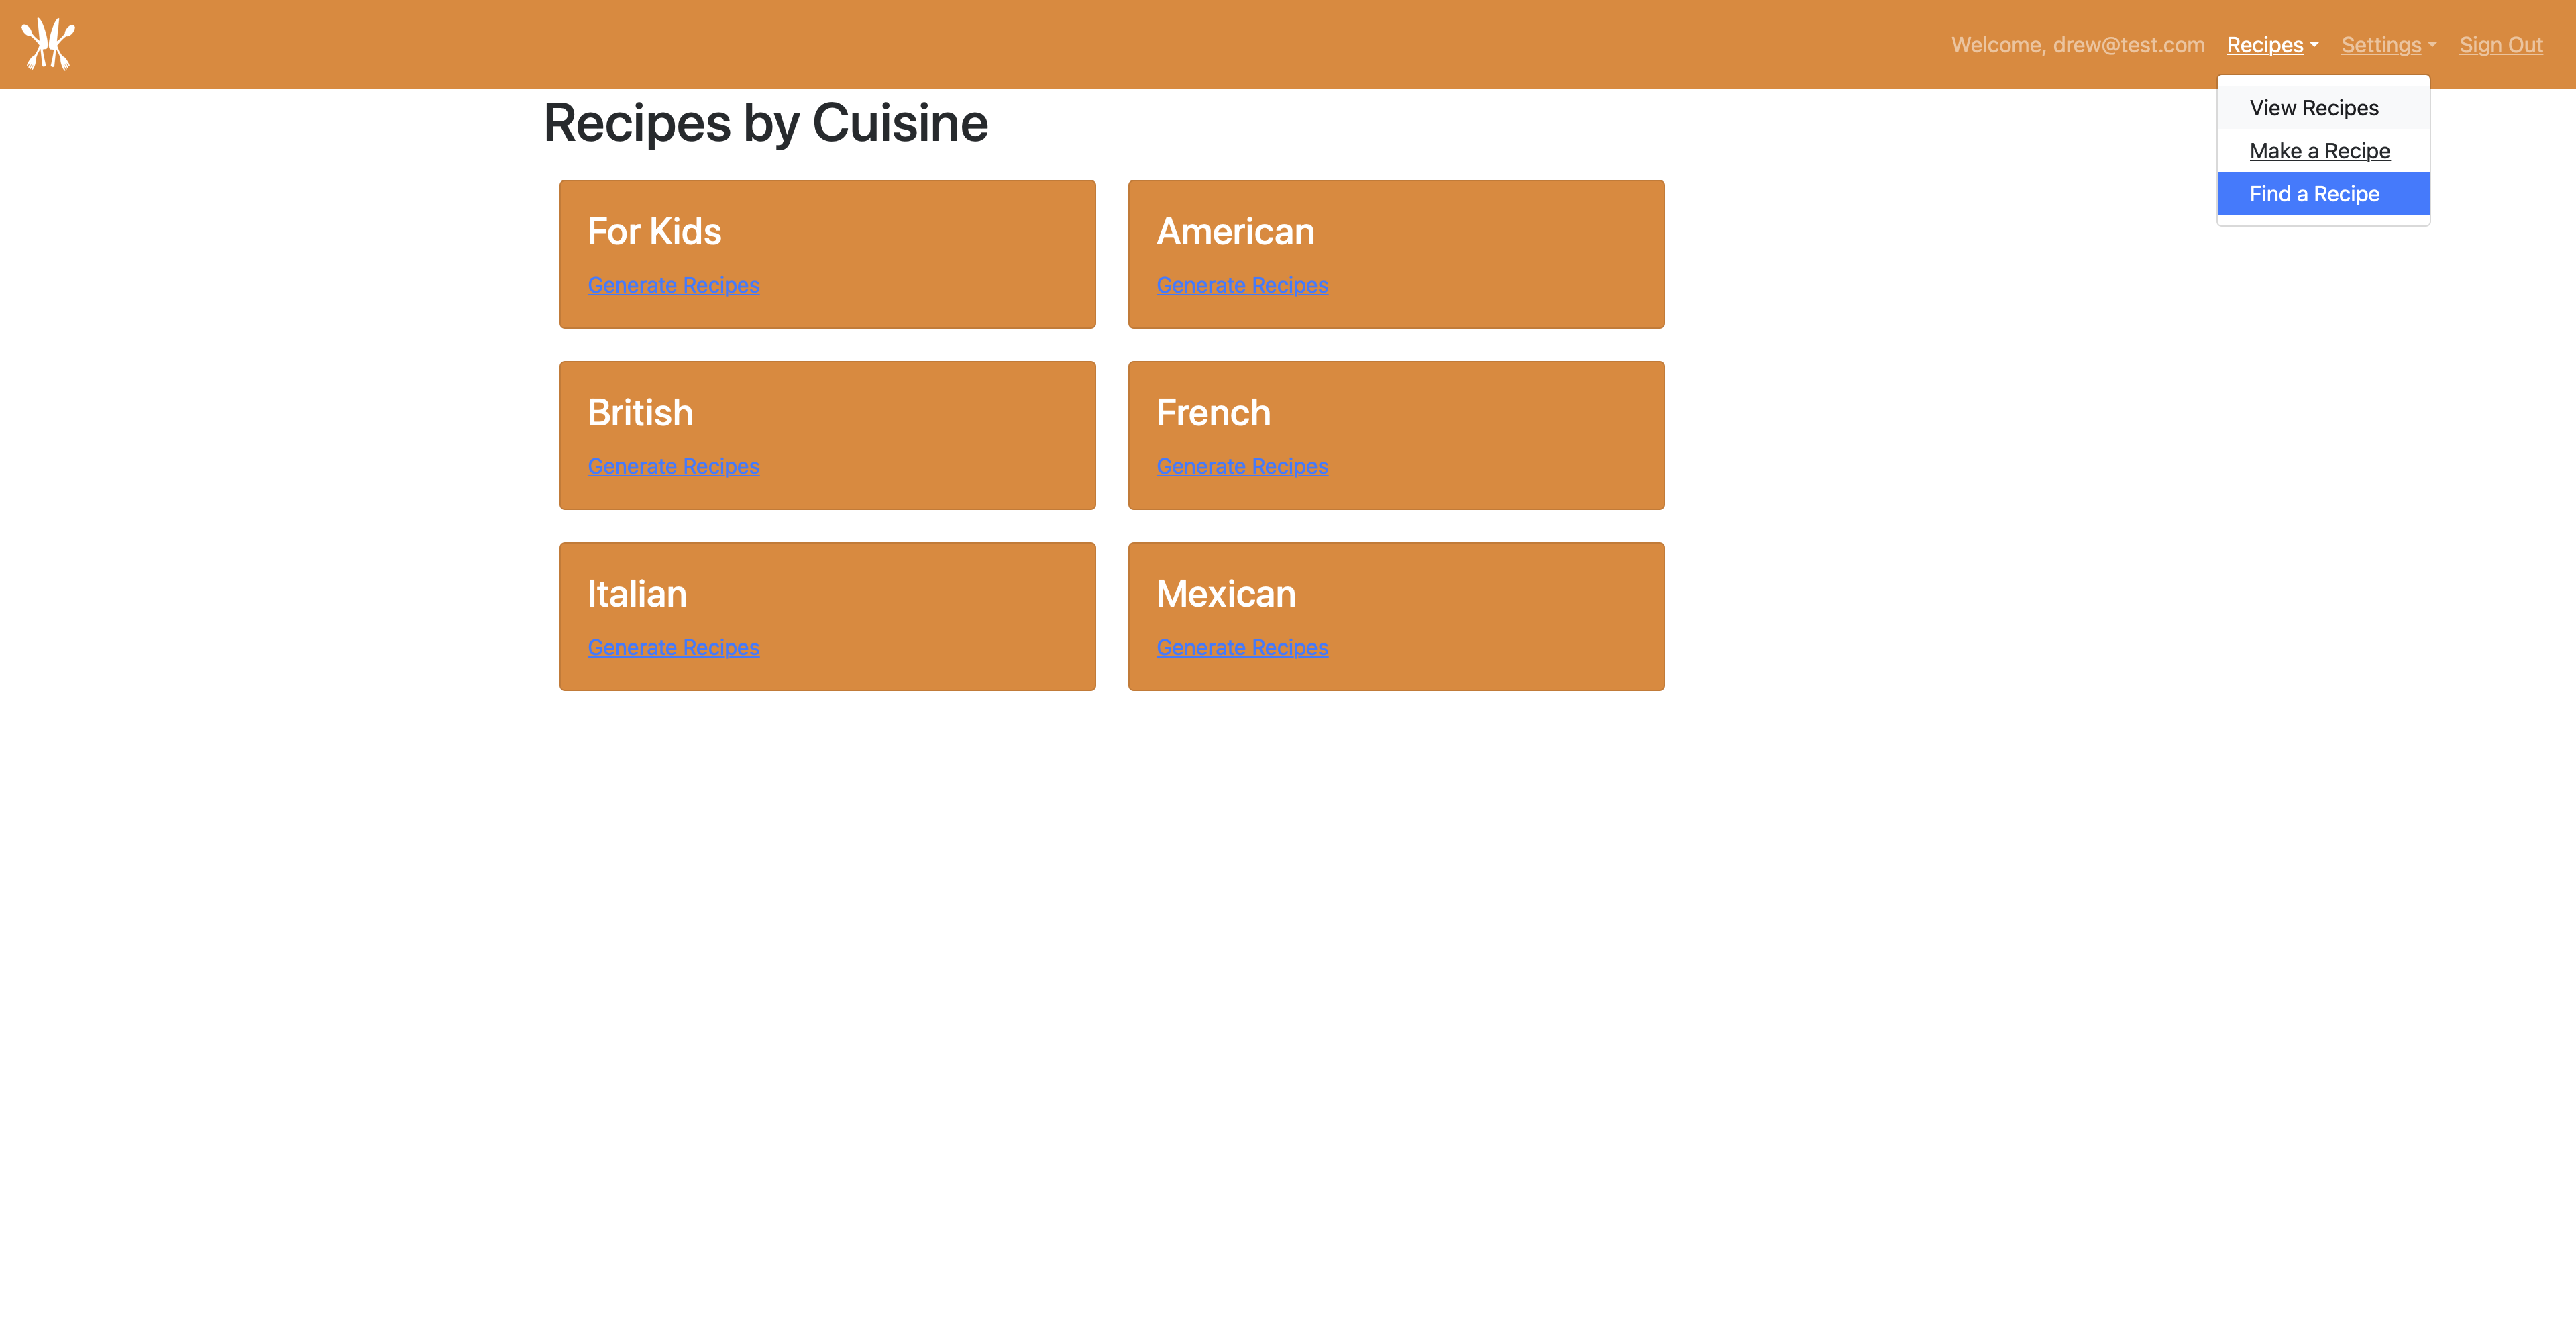 Welcome, drew@test.com Recipes Settings Sign Out
View Recipes
Make a Recipe
Find a Recipe
Recipes by Cuisine
For Kids
Generate Recipes
American
Generate Recipes
British
Generate Recipes
French
Generate Recipes
Italian
Generate Recipes
Mexican
Generate Recipes